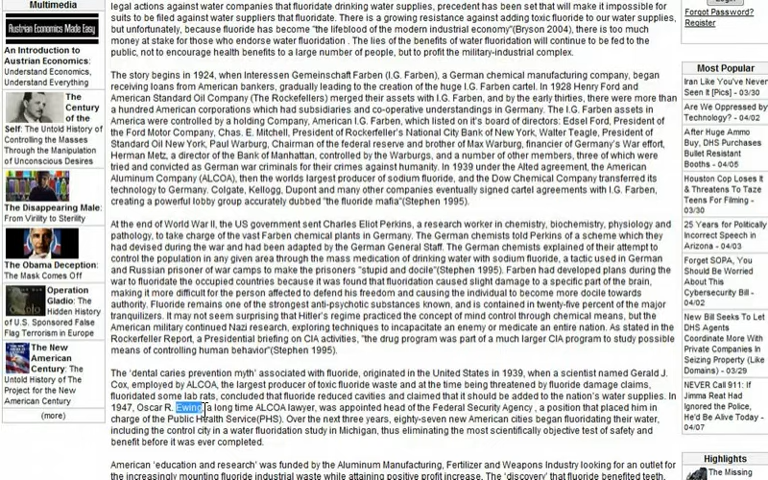 Multimedia
Austrian Economics Made Easy
An Introduction to
Austrian Economics:
Understand Economics,
Understand Everything
The
Century
of the
Self: The Untold History of
Controlling the Masses
Through the Manipulation
of Unconscious Desires
The Disappearing Male:
From Virility to Sterility
The Obama Deception:
The Mask Comes Off
Operation
Gladio: The
Hidden History
of U.S. Sponsored False
Flag Terrorism in Europe
The New
American
Century: The
Untold History of The
Project for the New
American Century
(more)
legal actions against water companies that fluoridate drinking water supplies, precedent has been set that will make it impossible for
suits to be filed against water suppliers that fluoridate. There is a growing resistance against adding toxic fluoride to our water supplies,
but unfortunately, because fluoride has become "the lifeblood of the modern industrial economy"(Bryson 2004), there is too much
money at stake for those who endorse water fluoridation . The lies of the benefits of water fluoridation will continue to be fed to the
public, not to encourage health benefits to a large number of people, but to profit the military-industrial complex.
The story begins in 1924, when Interessen Gemeinschaft Farben (I.G. Farben), a German chemical manufacturing company, began
receiving loans from American bankers, gradually leading to the creation of the huge I.G. Farben cartel. In 1928 Henry Ford and
American Standard Oil Company (The Rockefellers) merged their assets with I.G. Farben, and by the early thirties, there were more than
a hundred American corporations which had subsidiaries and co-operative understandings in Germany. The I.G. Farben assets in
America were controlled by a holding Company, American I.G. Farben, which listed on it's board of directors: Edsel Ford, President of
the Ford Motor Company, Chas. E. Mitchell, President of Rockerfeller's National City Bank of New York, Walter Teagle, President of
Standard Oil New York, Paul Warburg, Chairman of the federal reserve and brother of Max Warburg, financier of Germany's War effort,
Herman Metz, a director of the Bank of Manhattan, controlled by the Warburgs, and a number of other members, three of which were
tried and convicted as German war criminals for their crimes against humanity. In 1939 under the Alted agreement, the American
Aluminum Company (ALCOA), then the worlds largest producer of sodium fluoride, and the Dow Chemical Company transferred its
technology to Germany. Colgate, Kellogg, Dupont and many other companies eventually signed cartel agreements with I.G. Farben,
creating a powerful lobby group accurately dubbed "the fluoride mafia"(Stephen 1995).
At the end of World War II, the US government sent Charles Eliot Perkins, a research worker in chemistry, biochemistry, physiology and
pathology, to take charge of the vast Farben chemical plants in Germany. The German chemists told Perkins of a scheme which they
had devised during the war and had been adapted by the German General Staff. The German chemists explained of their attempt to
control the population in any given area through the mass medication of drinking water with sodium fluoride, a tactic used in German
and Russian prisoner of war camps to make the prisoners "stupid and docile"(Stephen 1995). Farben had developed plans during the
war to fluoridate the occupied countries because it was found that fluoridation caused slight damage to a specific part of the brain,
making it more difficult for the person affected to defend his freedom and causing the individual to become more docile towards
authority. Fluoride remains one of the strongest anti-psychotic substances known, and is contained in twenty-five percent of the major
tranquilizers. It may not seem surprising that Hitler's regime practiced the concept of mind control through chemical means, but the
American military continued Nazi research, exploring techniques to incapacitate an enemy or medicate an entire nation. As stated in the
Rockerfeller Report, a Presidential briefing on CIA activities, "the drug program was part of a much larger CIA program to study possible
means of controlling human behavior"(Stephen 1995).
The 'dental caries prevention myth' associated with fluoride, originated in the United States in 1939, when a scientist named Gerald J.
Cox, employed by ALCOA, the largest producer of toxic fluoride waste and at the time being threatened by fluoride damage claims,
fluoridated some lab rats, concluded that fluoride reduced cavities and claimed that it should be added to the nation's water supplies. In
1947, Oscar R. Ewing, a long time ALCOA lawyer, was appointed head of the Federal Security Agency , a position that placed him in
charge of the Public Health Service(PHS). Over the next three years, eighty-seven new American cities began fluoridating their water,
including the control city in a water fluoridation study in Michigan, thus eliminating the most scientifically objective test of safety and
benefit before it was ever completed.
American 'education and research' was funded by the Aluminum Manufacturing, Fertilizer and Weapons Industry looking for an outlet for
the increasingly mounting fluoride industrial waste while attaining positive profit increase. The 'discovery' that fluoride benefited teeth,
Login
Forgot Password?
Register
Most Popular
Iran Like You've Never
Seen It [Pics] - 03/30
Are We Oppressed by
Technology? - 04/02
After Huge Ammo
Buy, DHS Purchases
Bullet Resistant
Booths - 04/05
Houston Cop Loses It
& Threatens To Taze
Teens For Filming -
03/30
25 Years for Politically
Incorrect Speech in
Arizona - 04/03
Forget SOPA, You
Should Be Worried
About This
Cybersecurity Bill -
04/02
New Bill Seeks To Let
DHS Agents
Coordinate More With
Private Companies In
Seizing Property (Like
Domains) - 03/29
NEVER Call 911: If
Jimma Reat Had
Ignored the Police,
He'd Be Alive Today -
04/07
Highlights
The Missing